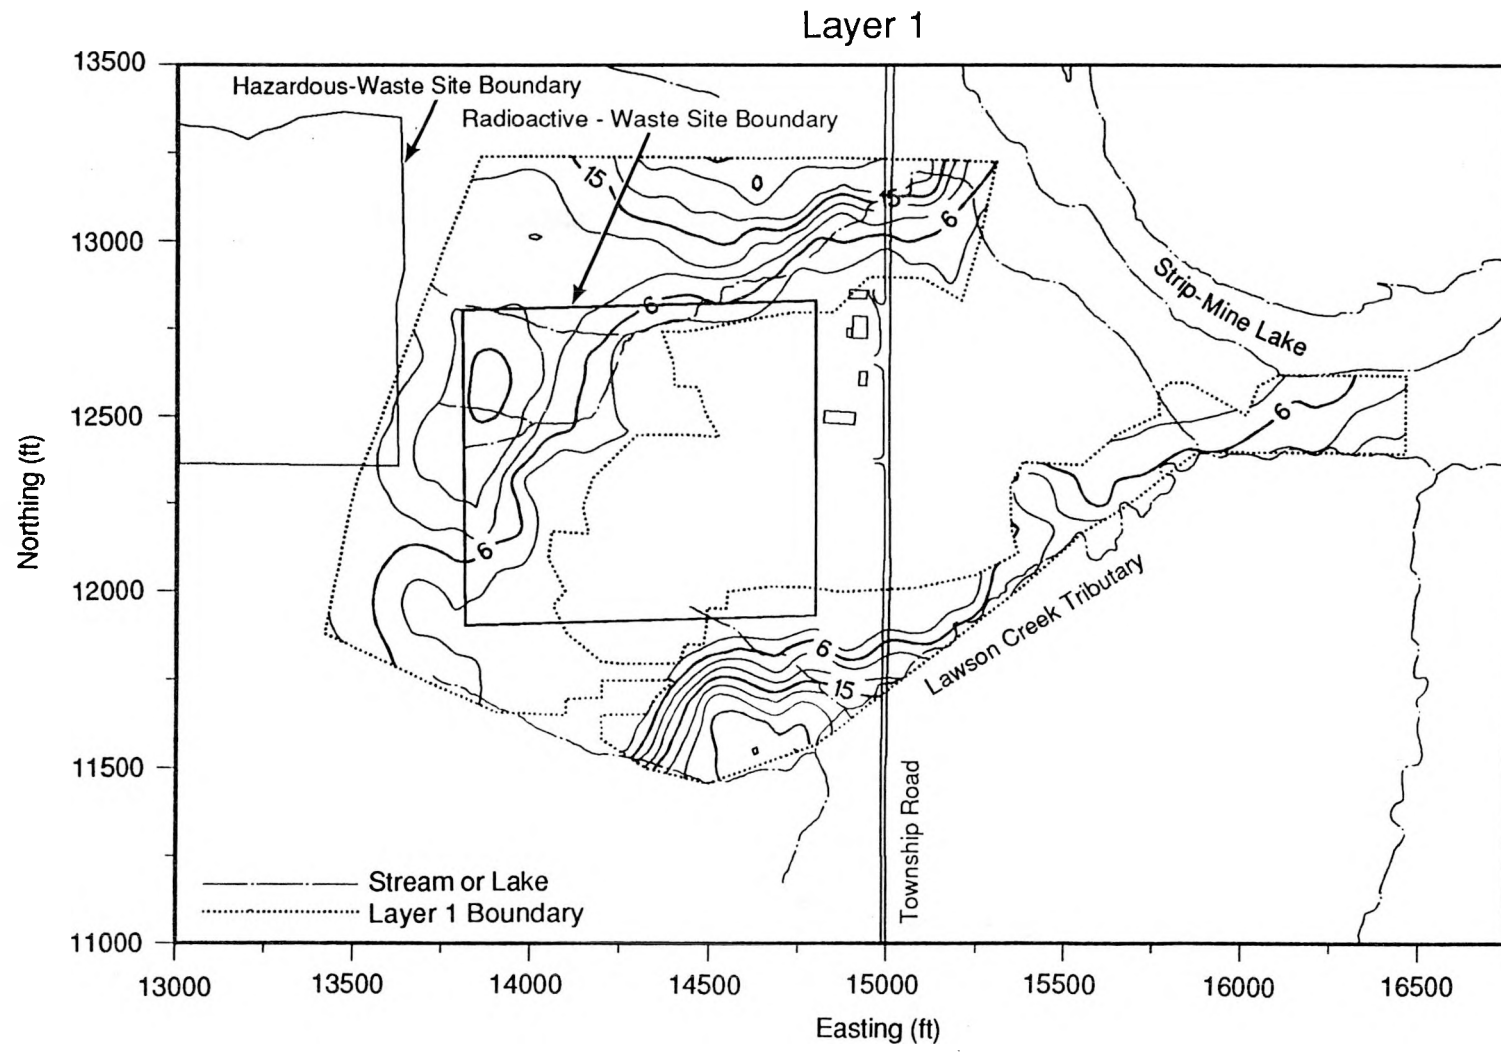 Layer 1
13500
Hazardous-Waste Site Boundary
Radioactive - Waste Site Boundary
15
15
6
13000
Strip-Mine Lake
6
12500
6
Northing (ft)
6
12000
Lawson Creek Tributary
6
15
11500
Township Road
Stream or Lake
Layer 1 Boundary
11000
13000
13500
14000
14500
15000
15500
16000
16500
Easting (ft)